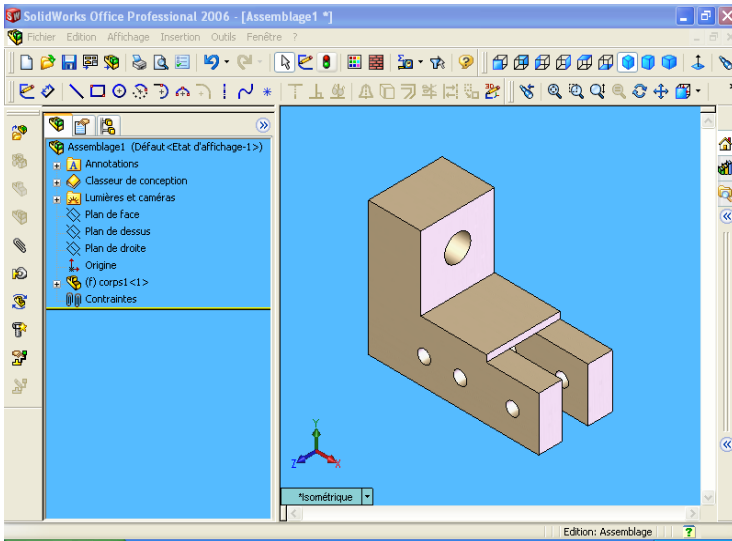 SolidWorks Office Professional 2006 - [Assemblage1 *]
Fichier Edition Affichage Insertion Outils Fenêtre ?
Assemblage1 (Défaut<Etat d'affichage-1>)
A Annotations
Classeur de conception
Lumières et caméras
Plan de face
Plan de dessus
Plan de droite
Origine
(f) corps1<1>
Contraintes
Y
Z X
*Isométrique
Edition: Assemblage ?